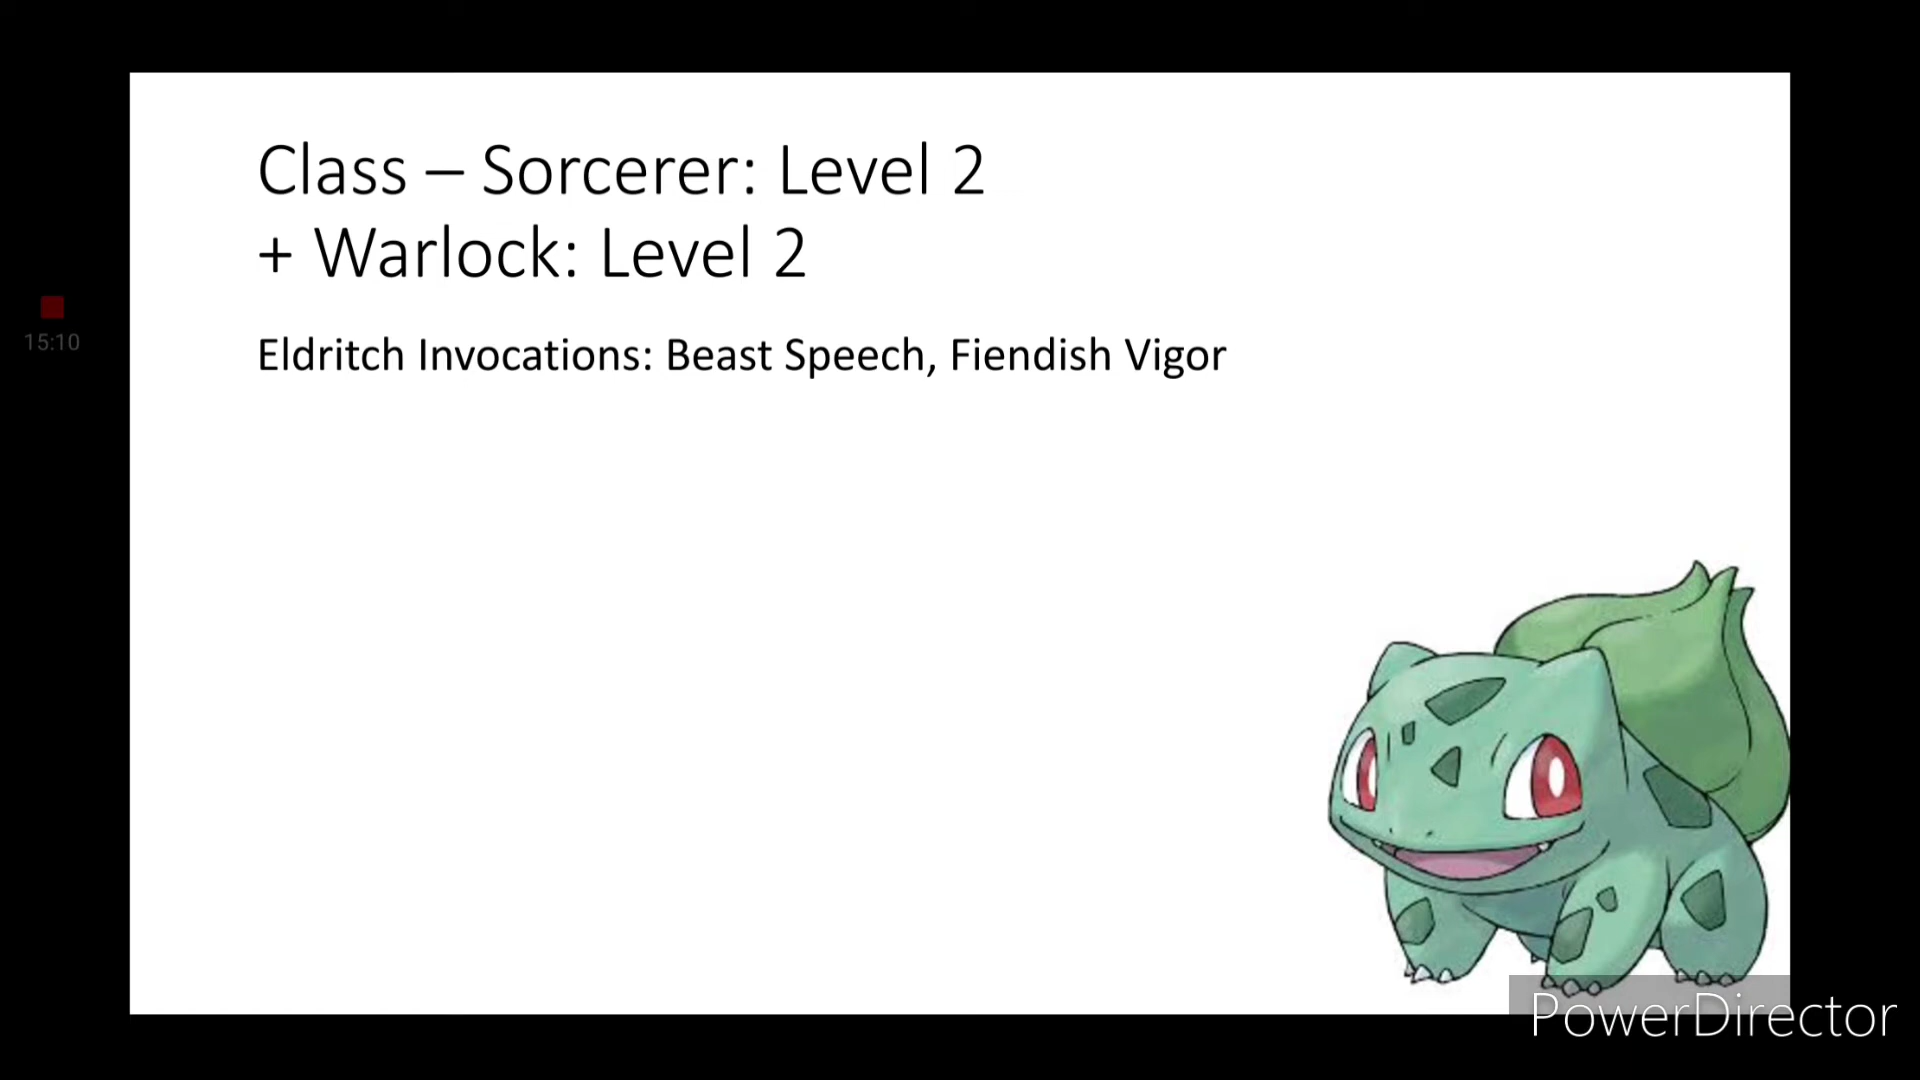 Class – Sorcerer: Level 2
+ Warlock: Level 2
15:10
Eldritch Invocations: Beast Speech, Fiendish Vigor
PowerDirector